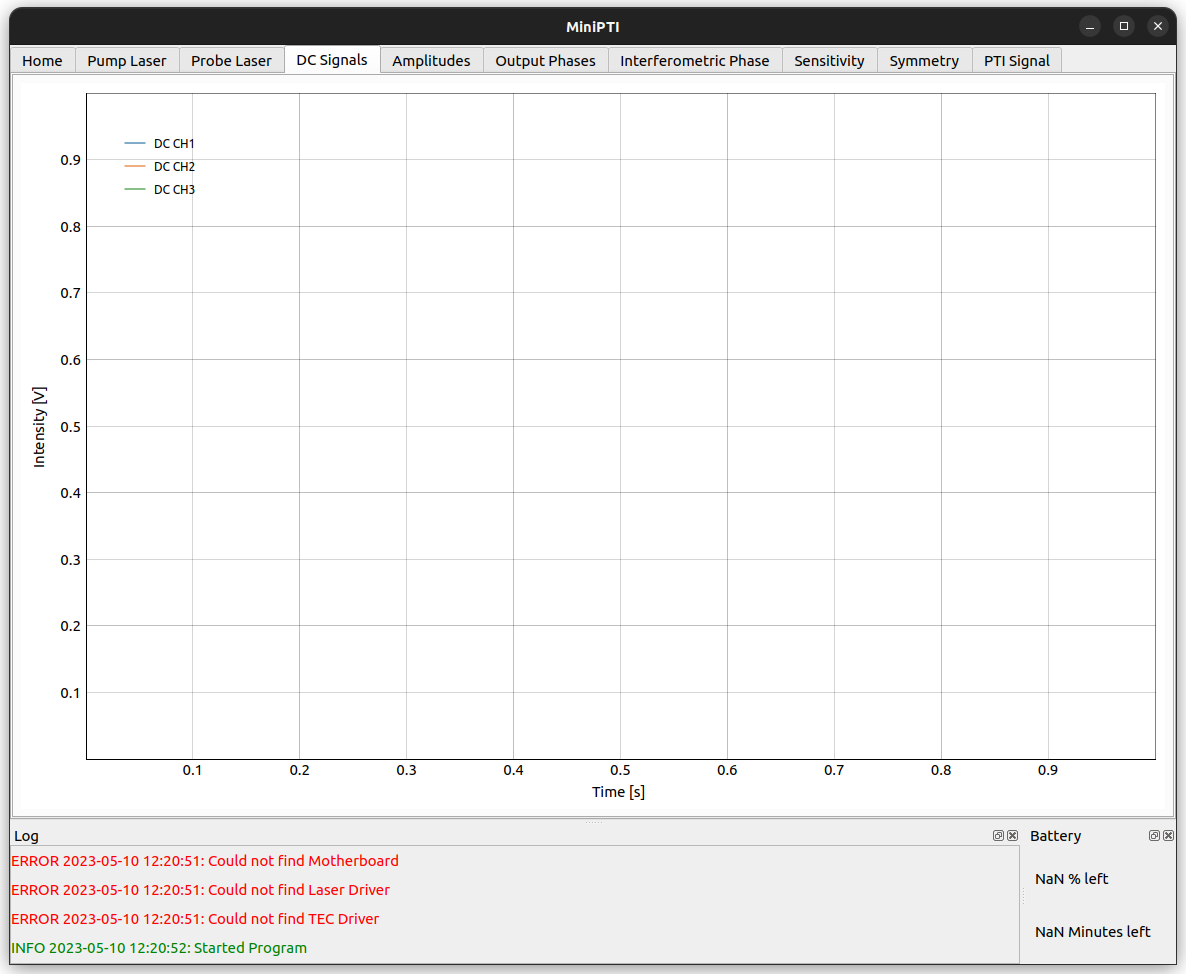 MiniPTI
Home Pump Laser Probe Laser DC Signals Amplitudes Output Phases Interferometric Phase Sensitivity Symmetry PTI Signal
DC CH1
DC CH2
DC CH3
0.9
0.8
0.7
0.6
0.5
0.4
0.3
0.2
0.1
Intensity [V]
0.1 0.2 0.3 0.4 0.5 0.6 0.7 0.8 0.9
Time [s]
Log
ERROR 2023-05-10 12:20:51: Could not find Motherboard
ERROR 2023-05-10 12:20:51: Could not find Laser Driver
ERROR 2023-05-10 12:20:51: Could not find TEC Driver
INFO 2023-05-10 12:20:52: Started Program
Battery
NaN % left
NaN Minutes left